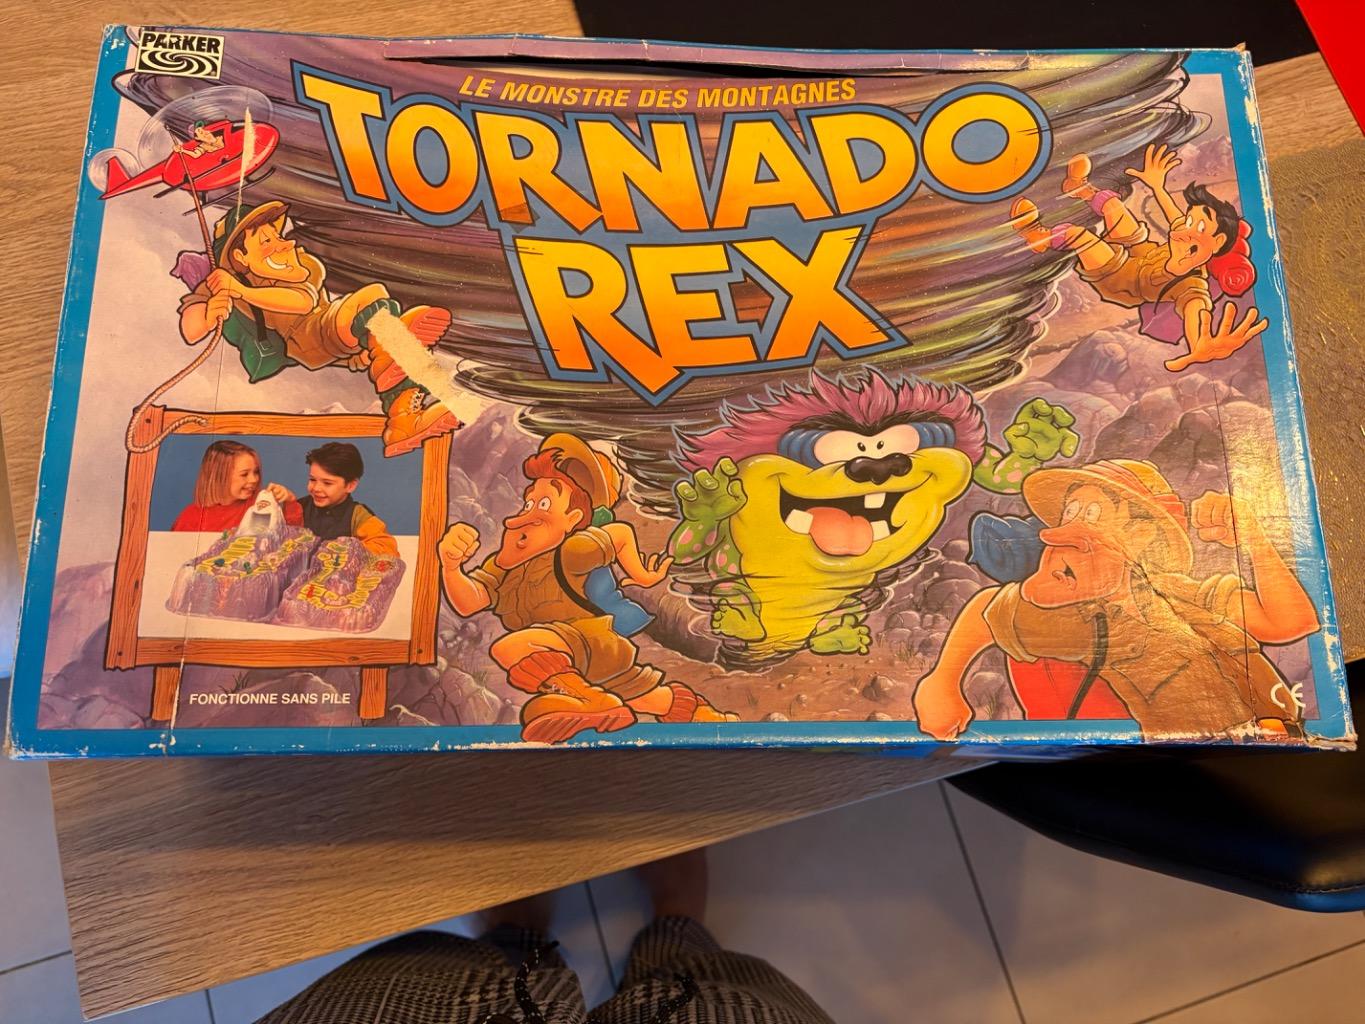 PARKER
LE MONSTRE DES MONTAGNES
TORNADO
REX
FONCTIONNE SANS PILE
CE